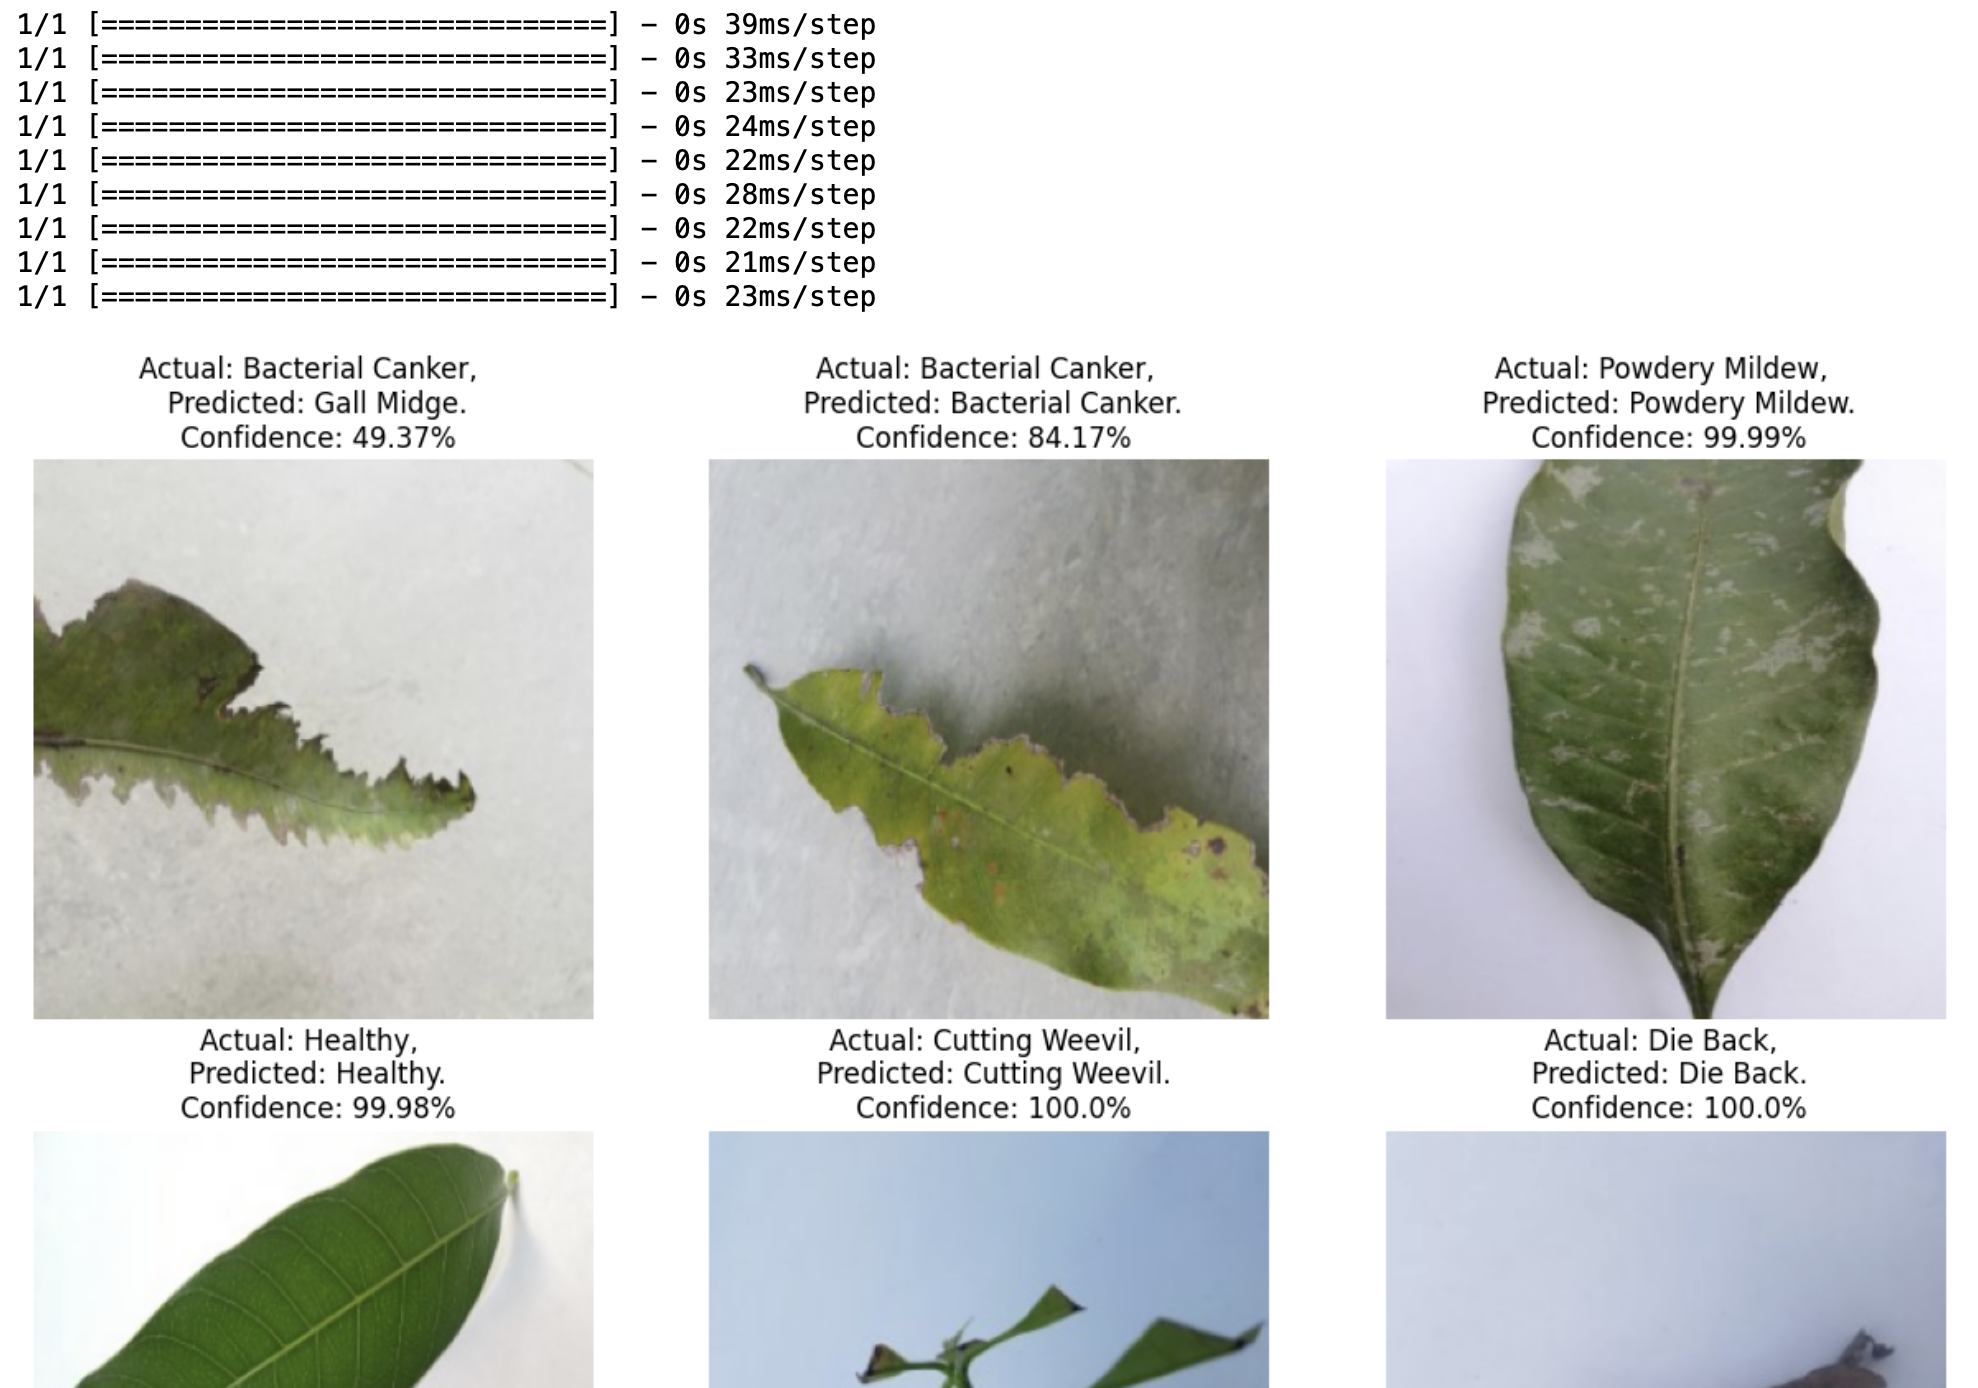 1/1 [==============================] - 0s 39ms/step
1/1 [==============================] - 0s 33ms/step
1/1 [==============================] - 0s 23ms/step
1/1 [==============================] - 0s 24ms/step
1/1 [==============================] - 0s 22ms/step
1/1 [==============================] - 0s 28ms/step
1/1 [==============================] - 0s 22ms/step
1/1 [==============================] - 0s 21ms/step
1/1 [==============================] - 0s 23ms/step
Actual: Bacterial Canker,
Predicted: Gall Midge.
Confidence: 49.37%
Actual: Bacterial Canker,
Predicted: Bacterial Canker.
Confidence: 84.17%
Actual: Powdery Mildew,
Predicted: Powdery Mildew.
Confidence: 99.99%
Actual: Healthy,
Predicted: Healthy.
Confidence: 99.98%
Actual: Cutting Weevil,
Predicted: Cutting Weevil.
Confidence: 100.0%
Actual: Die Back,
Predicted: Die Back.
Confidence: 100.0%